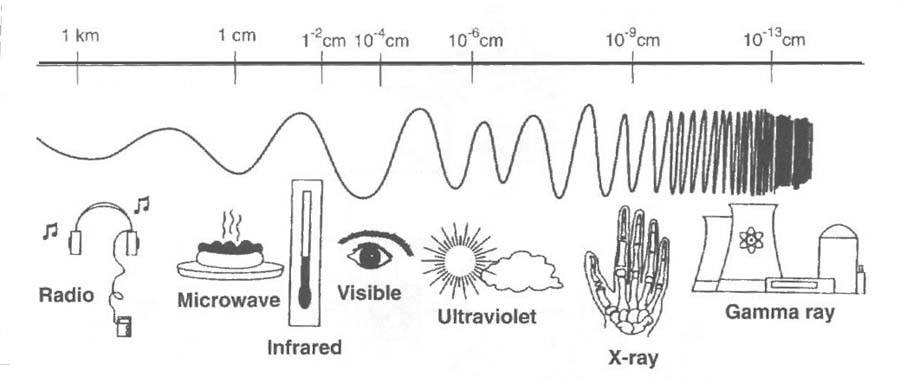 1 km 1 cm 1⁻²cm 10⁻⁴cm 10⁻⁶cm 10⁻⁹cm 10⁻¹³cm
Radio
Microwave
Infrared
Visible
Ultraviolet
X-ray
Gamma ray